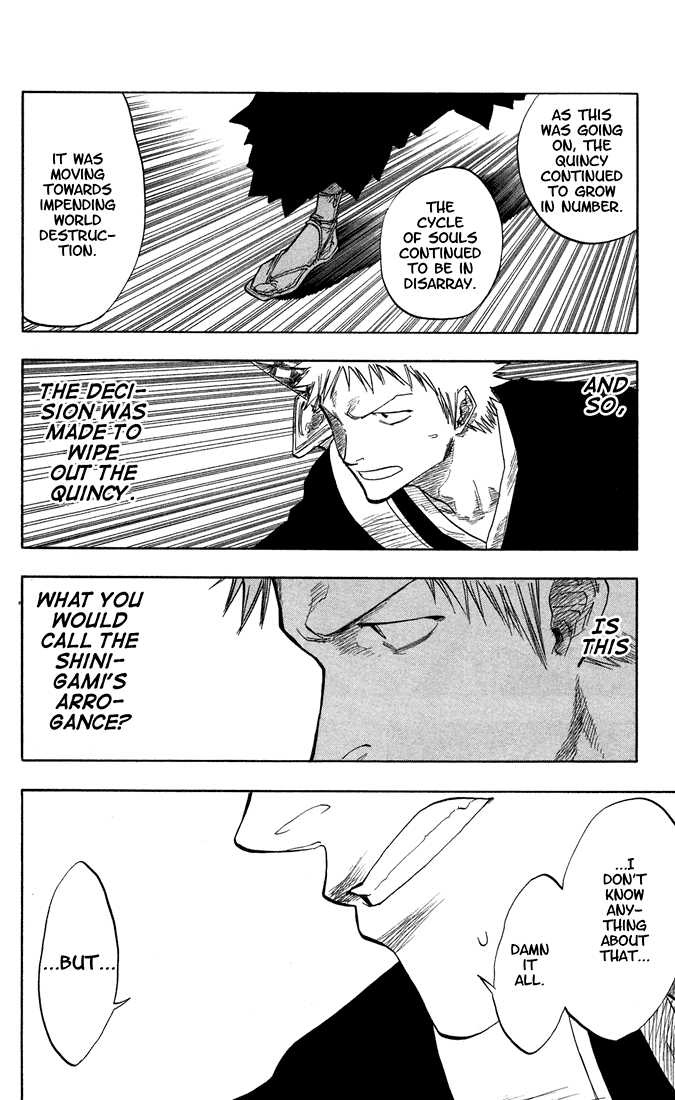 AS THIS
WAS GOING
ON, THE
QUINCY
CONTINUED
TO GROW
IN NUMBER.
THE
CYCLE
OF SOULS
CONTINUED
TO BE IN
DISARRAY.
IT WAS
MOVING
TOWARDS
IMPENDING
WORLD
DESTRUC-
TION.
AND
SO,
THE DECI-
SION WAS
MADE TO
WIPE
OUT THE
QUINCY.
IS
THIS
WHAT YOU
WOULD
CALL THE
SHINI-
GAMI'S
ARRO-
GANCE?
...I
DON'T
KNOW
ANY-
THING
ABOUT
THAT...
DAMN
IT
ALL.
...BUT...